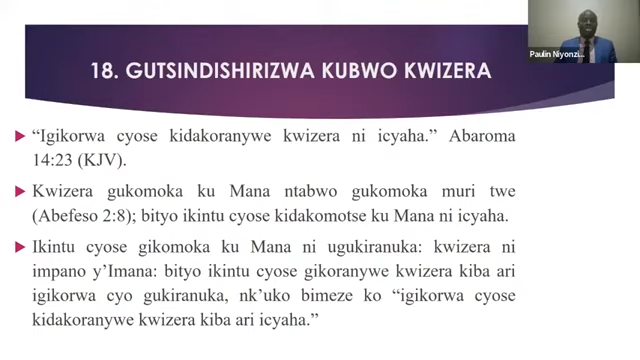 Paulin Niyonzi...
18. GUTSINDISHIRIZWA KUBWO KWIZERA
“Igikorwa cyose kidakoranywe kwizera ni icyaha.” Abaroma
14:23 (KJV).
Kwizera gukomoka ku Mana ntabwo gukomoka muri twe
(Abefeso 2:8); bityo ikintu cyose kidakomotse ku Mana ni icyaha.
Ikintu cyose gikomoka ku Mana ni ugukiranuka: kwizera ni
impano y’Imana: bityo ikintu cyose gikoranywe kwizera kiba ari
igikorwa cyo gukiranuka, nk’uko bimeze ko “igikorwa cyose
kidakoranywe kwizera kiba ari icyaha.”